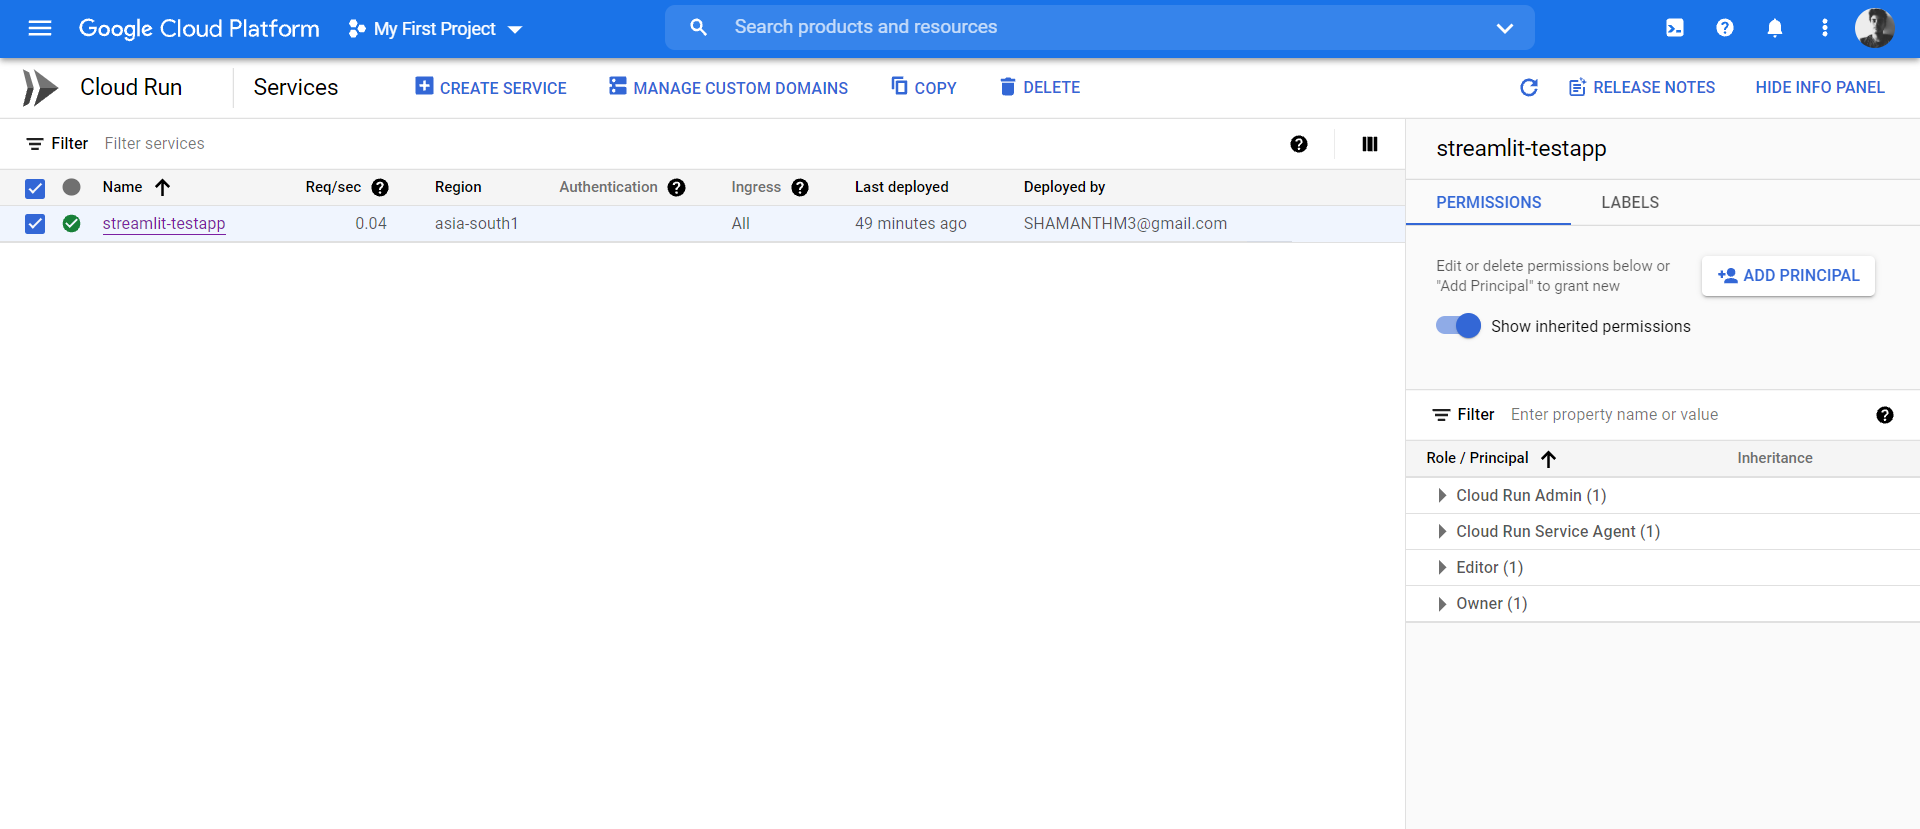 Google Cloud Platform My First Project Search products and resources
Cloud Run Services CREATE SERVICE MANAGE CUSTOM DOMAINS COPY DELETE RELEASE NOTES HIDE INFO PANEL
Filter Filter services
Name Req/sec Region Authentication Ingress Last deployed Deployed by
streamlit-testapp 0.04 asia-south1 All 49 minutes ago SHAMANTHM3@gmail.com
streamlit-testapp
PERMISSIONS LABELS
Edit or delete permissions below or
"Add Principal" to grant new
ADD PRINCIPAL
Show inherited permissions
Filter Enter property name or value
Role / Principal Inheritance
Cloud Run Admin (1)
Cloud Run Service Agent (1)
Editor (1)
Owner (1)